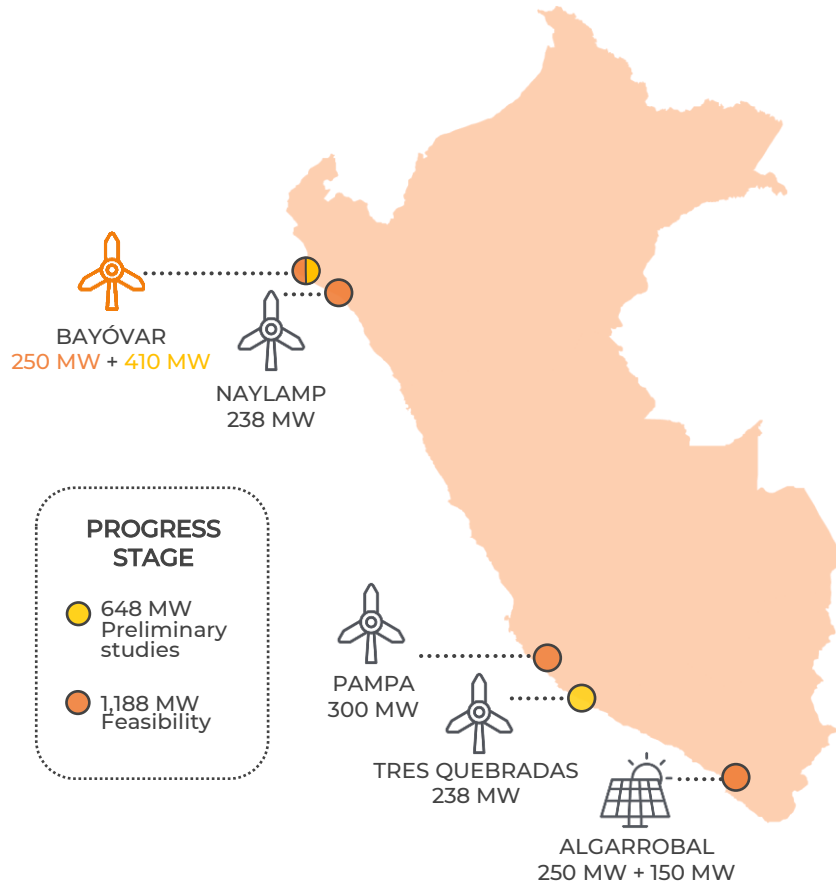 BAYÓVAR
250 MW + 410 MW
NAYLAMP
238 MW
PROGRESS
STAGE
648 MW
Preliminary
studies
1,188 MW
Feasibility
PAMPA
300 MW
TRES QUEBRADAS
238 MW
ALGARROBAL
250 MW + 150 MW